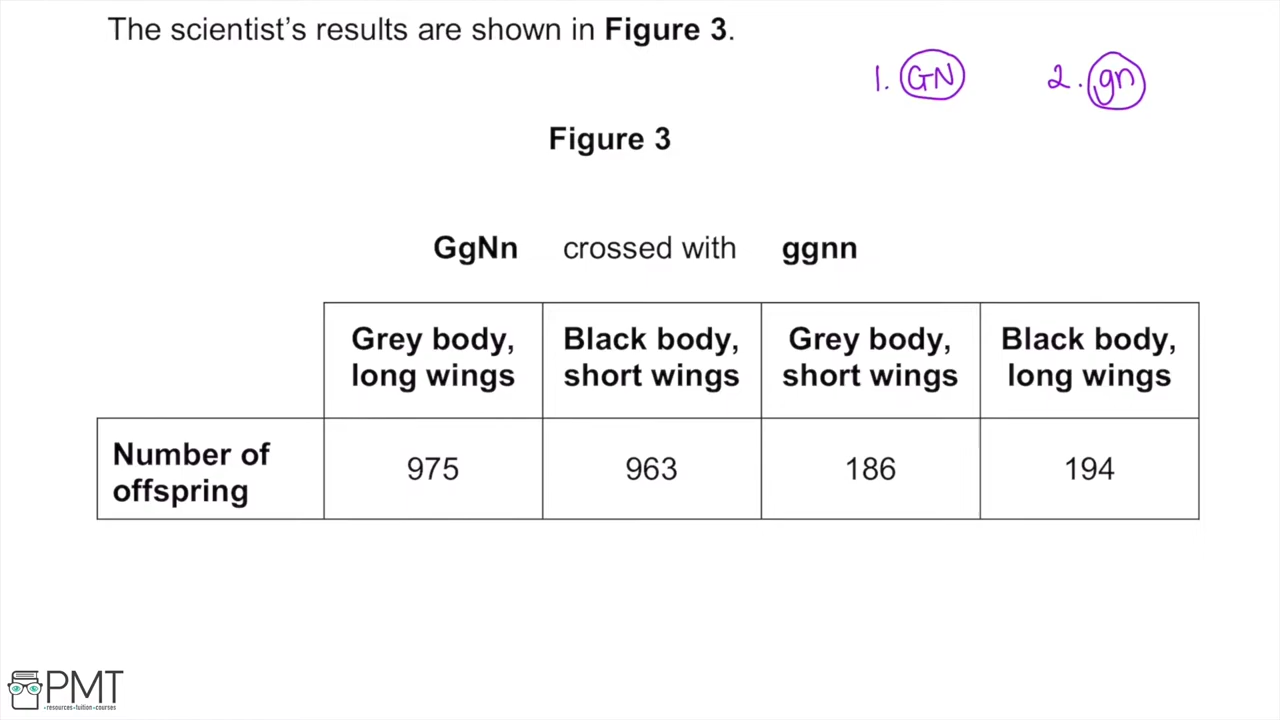 The scientist's results are shown in Figure 3.
1. GN 2. gn
Figure 3
GgNn crossed with ggnn
Grey body, long wings
Black body, short wings
Grey body, short wings
Black body, long wings
Number of offspring
975 963 186 194
PMT
resources•tuition•courses